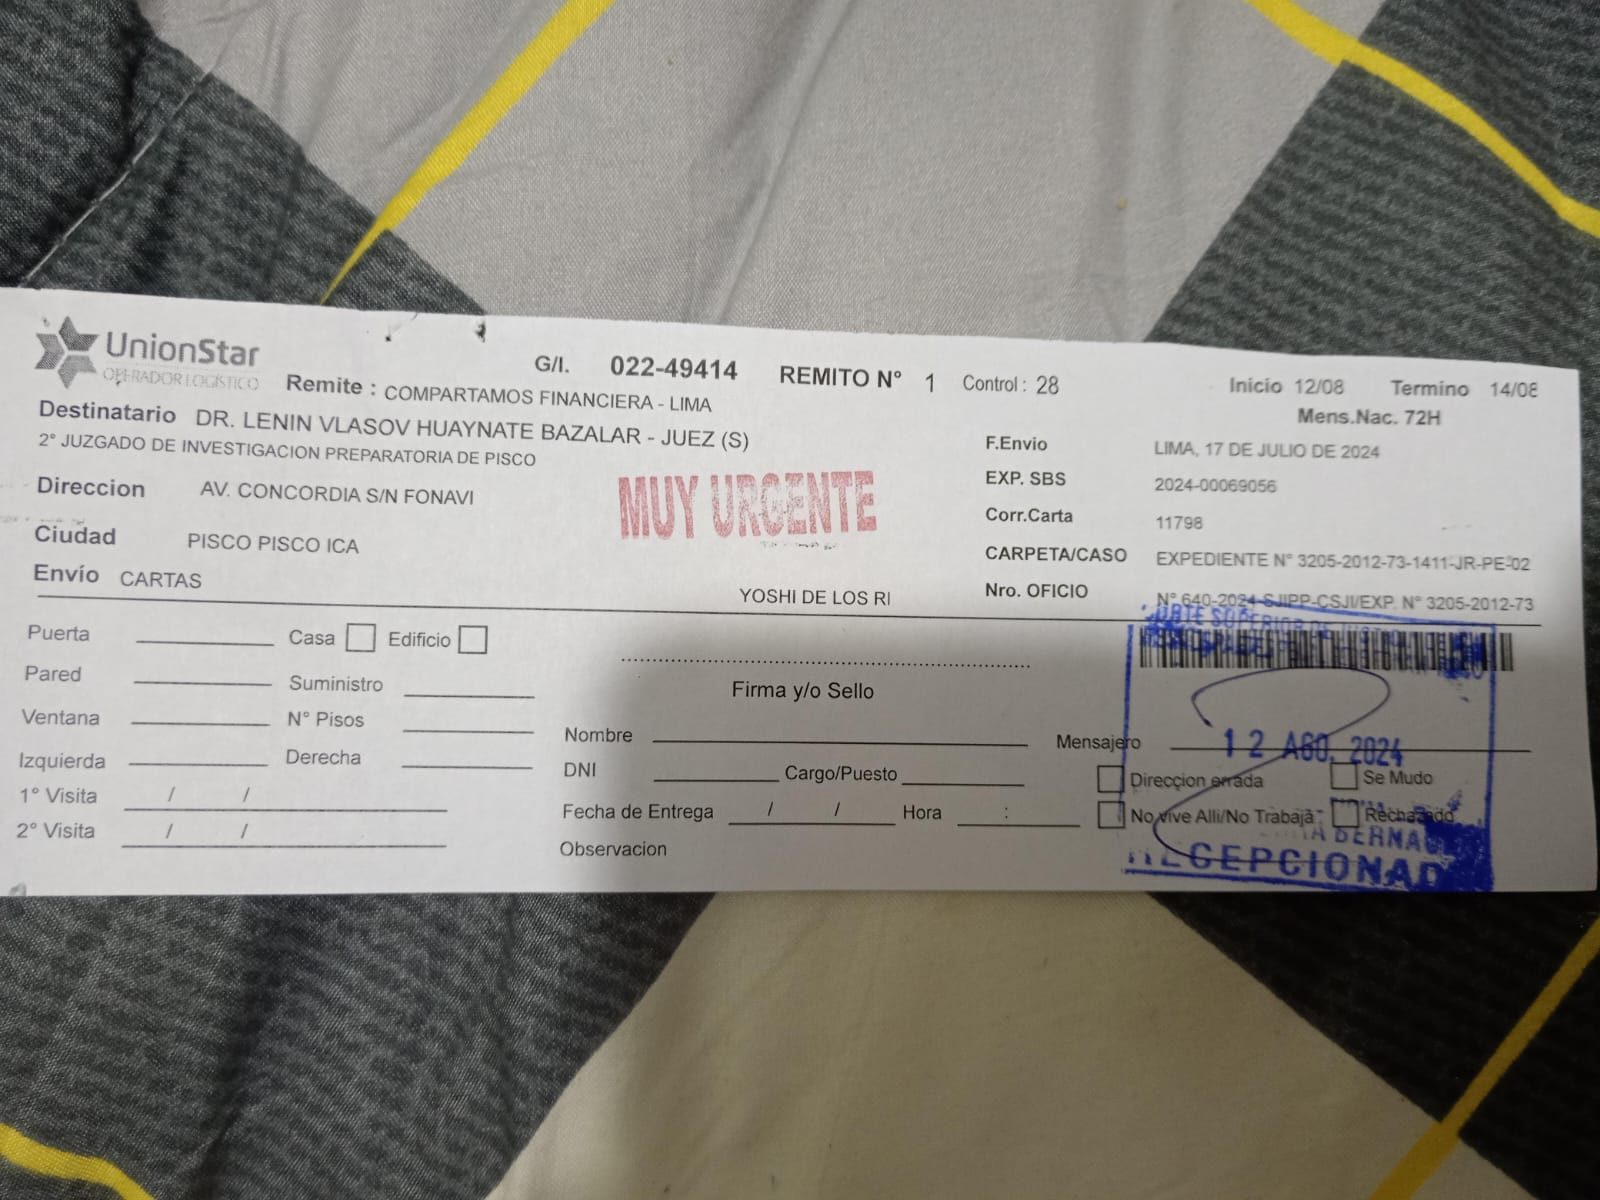 UnionStar
OPERADOR LOGISTICO
G/I. 022-49414 REMITO N° 1 Control : 28
Inicio 12/08 Termino 14/08
Mens.Nac. 72H
Remite : COMPARTAMOS FINANCIERA - LIMA
Destinatario DR. LENIN VLASOV HUAYNATE BAZALAR - JUEZ (S)
2° JUZGADO DE INVESTIGACION PREPARATORIA DE PISCO
Direccion AV. CONCORDIA S/N FONAVI
Ciudad PISCO PISCO ICA
Envío CARTAS
MUY URGENTE
YOSHI DE LOS RI
F.Envio LIMA, 17 DE JULIO DE 2024
EXP. SBS 2024-00069056
Corr.Carta 11798
CARPETA/CASO EXPEDIENTE N° 3205-2012-73-1411-JR-PE-02
Nro. OFICIO N° 640-2024-SJIPP-CSJI/EXP. N° 3205-2012-73
Puerta Casa Edificio
Pared Suministro
Ventana N° Pisos
Izquierda Derecha
1° Visita / /
2° Visita / /
Firma y/o Sello
Nombre
DNI Cargo/Puesto
Fecha de Entrega / / Hora :
Observacion
SUPERIOR DE
Mensajero
12 AGO. 2024
Direccion errada Se Mudo
No vive Alli/No Trabaja Rechazado